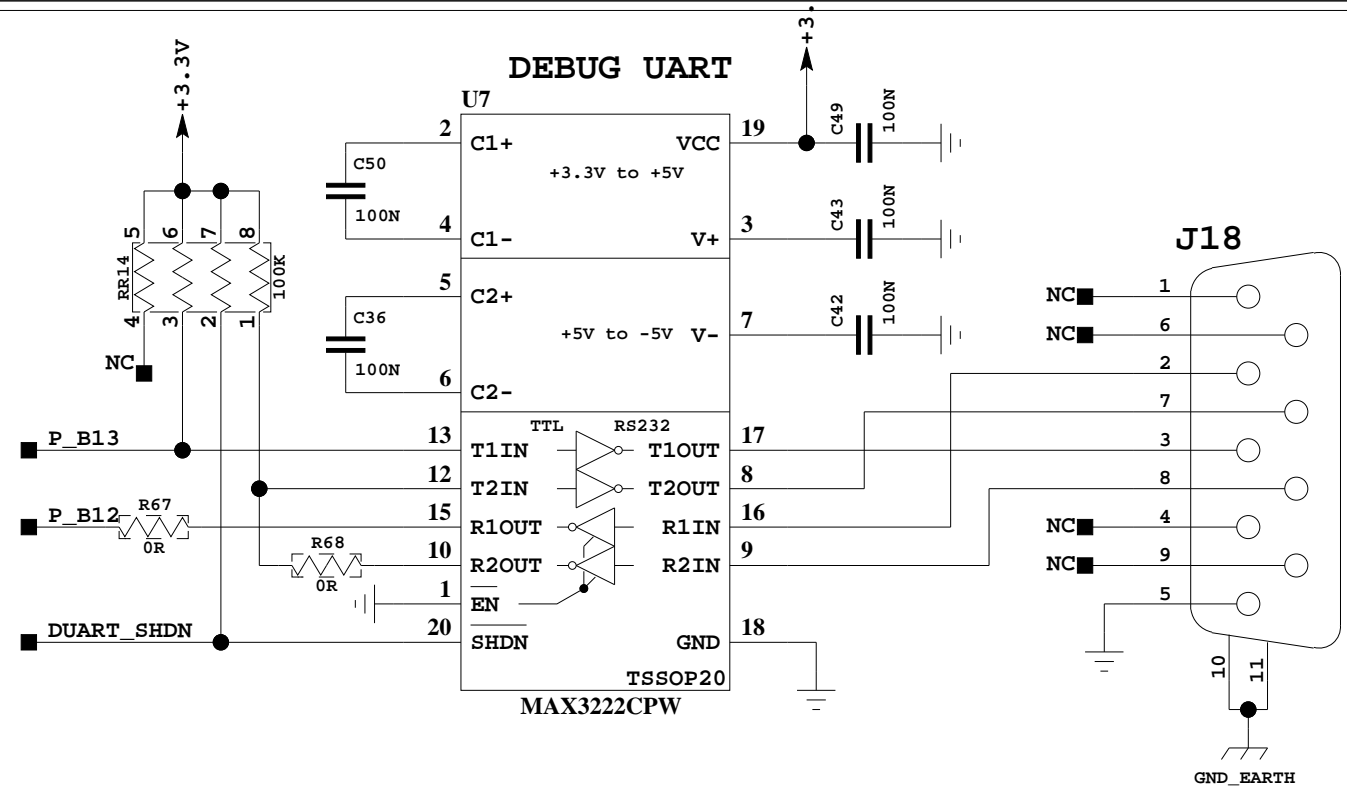 +3.
+3.3V
DEBUG UART
U7
2
C1+
VCC
19
C49
100N
+3.3V to +5V
C50
100N
4
C1-
V+
3
C43
100N
5
6
7
8
RR14
100K
4
3
2
1
NC
5
C2+
C36
100N
+5V to -5V
V-
7
C42
100N
6
C2-
J18
NC
1
NC
6
2
7
3
8
NC
4
NC
9
5
10
11
GND_EARTH
TTL
RS232
P_B13
13
T1IN
T1OUT
17
12
T2IN
T2OUT
8
P_B12
R67
0R
15
R1OUT
R1IN
16
R68
0R
10
R2OUT
R2IN
9
1
EN
DUART_SHDN
20
SHDN
GND
18
TSSOP20
MAX3222CPW